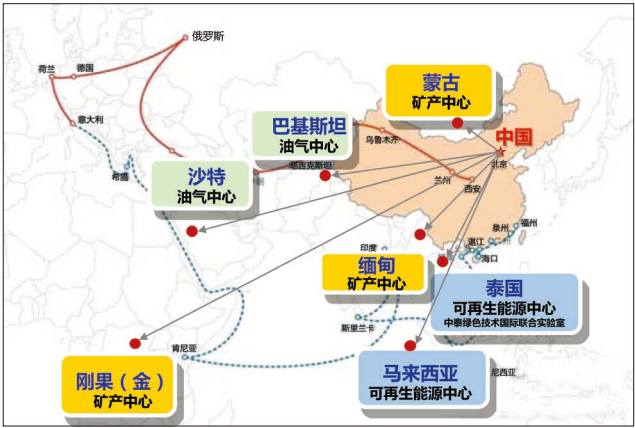 俄罗斯
荷兰
德国
意大利
希腊
蒙古
矿产中心
巴基斯坦
油气中心
乌鲁木齐
塔吉克斯坦
中国
北京
兰州
西安
沙特
油气中心
福州
泉州
湛江
海口
印度
缅甸
矿产中心
泰国
可再生能源中心
中泰绿色技术国际联合实验室
斯里兰卡
肯尼亚
刚果（金）
矿产中心
马来西亚
可再生能源中心
尼西亚